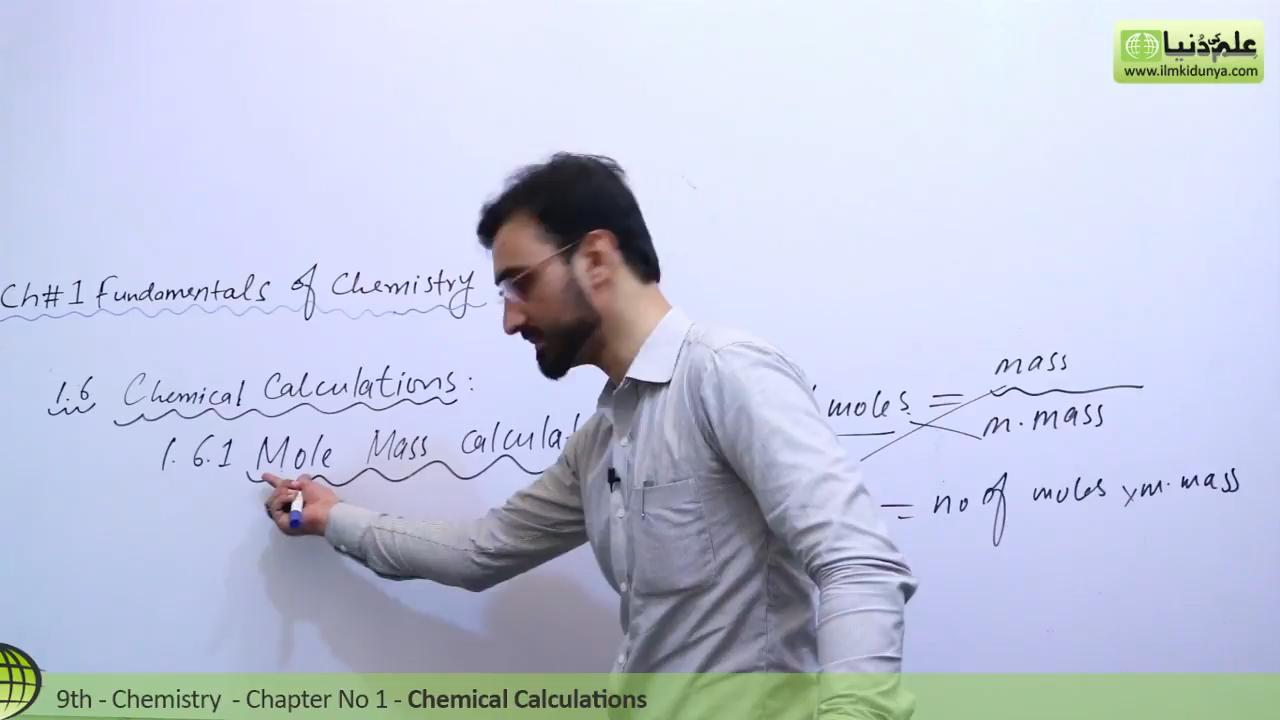 علم کی دُنیا
www.ilmkidunya.com
Ch#1 Fundamentals of Chemistry
1.6 Chemical Calculations:
1.6.1 Mole Mass
moles = mass
m.mass
= no of moles x m.mass
9th - Chemistry - Chapter No 1 - Chemical Calculations